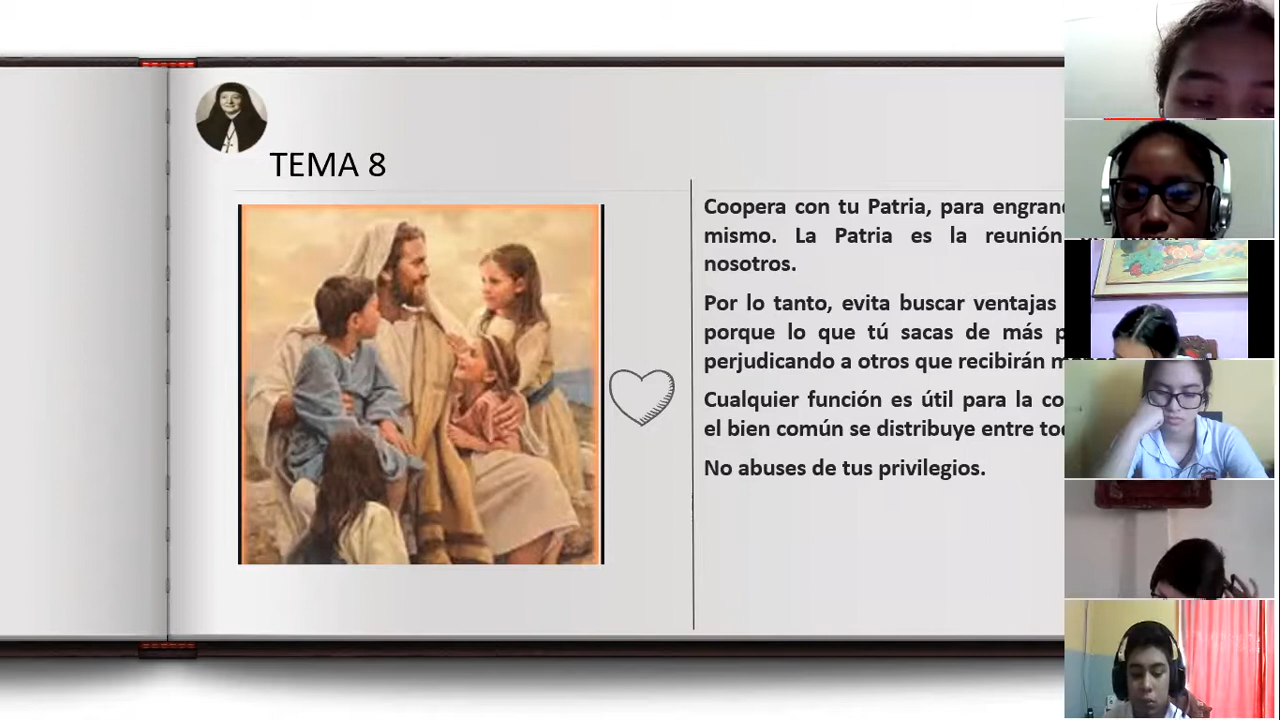 TEMA 8
Coopera con tu Patria, para
mismo. La Patria es la reunión
nosotros.
Por lo tanto, evita buscar ventajas
porque lo que tú sacas de más
perjudicando a otros que recibirán
Cualquier función es útil para la
el bien común se distribuye entre
No abuses de tus privilegios.